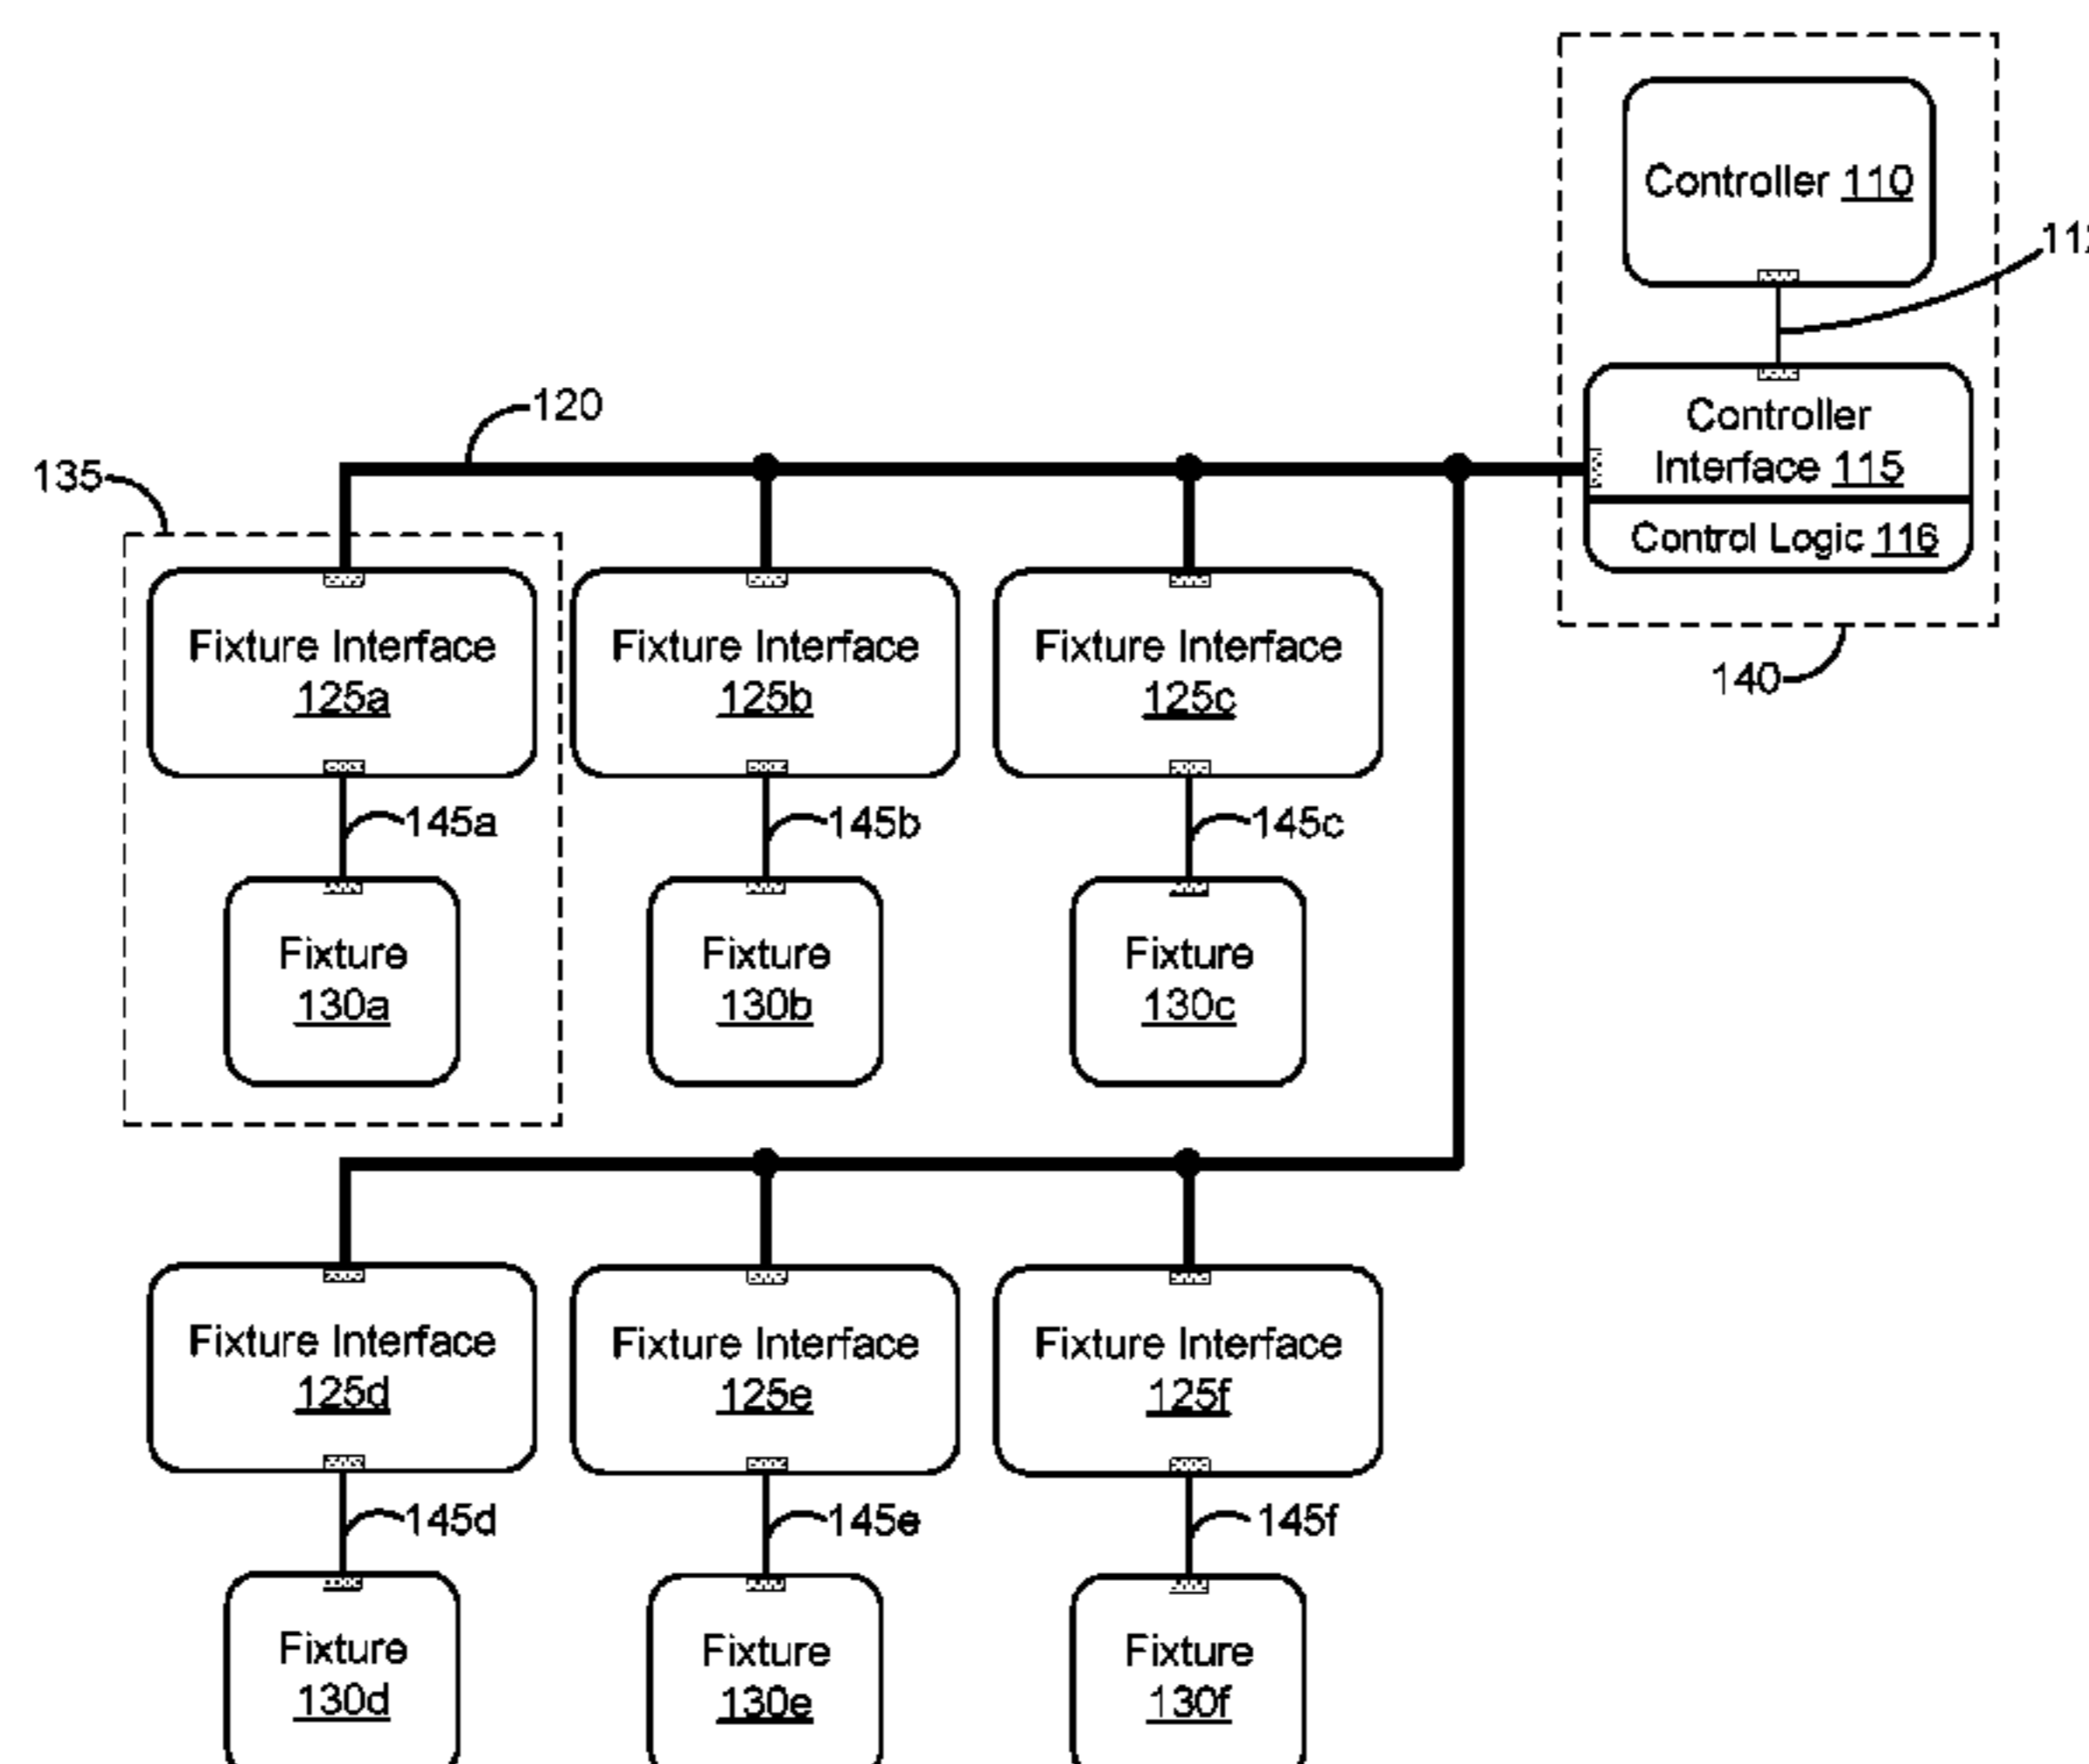 Controller 110
120
Controller
Interface 115
135
Control Logic 116
Fixture Interface
125a
Fixture Interface
125b
Fixture Interface
125c
140
145a
145b
145c
Fixture
130a
Fixture
130b
Fixture
130c
Fixture Interface
125d
Fixture Interface
125e
Fixture Interface
125f
145d
145e
145f
Fixture
130d
Fixture
130e
Fixture
130f